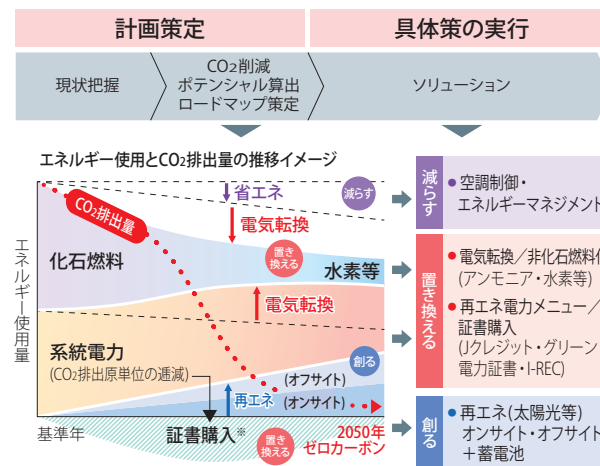 計画策定
具体策の実行
現状把握
CO2削減
ポテンシャル算出
ロードマップ策定
ソリューション
エネルギー使用とCO2排出量の推移イメージ
エネルギー使用量
CO2排出量
省エネ
減らす
電気転換
化石燃料
置き
換える
水素等
電気転換
系統電力
(CO2排出原単位の逓減)
創る
(オフサイト)
再エネ
(オンサイト)
基準年
証書購入※
置き
換える
2050年
ゼロカーボン
減らす
● 空調制御・
エネルギーマネジメント
置き換える
● 電気転換／非化石燃料化
(アンモニア・水素等)
● 再エネ電力メニュー／
証書購入
(Jクレジット・グリーン
電力証書・I-REC)
創る
● 再エネ(太陽光等)
オンサイト・オフサイト
＋蓄電池